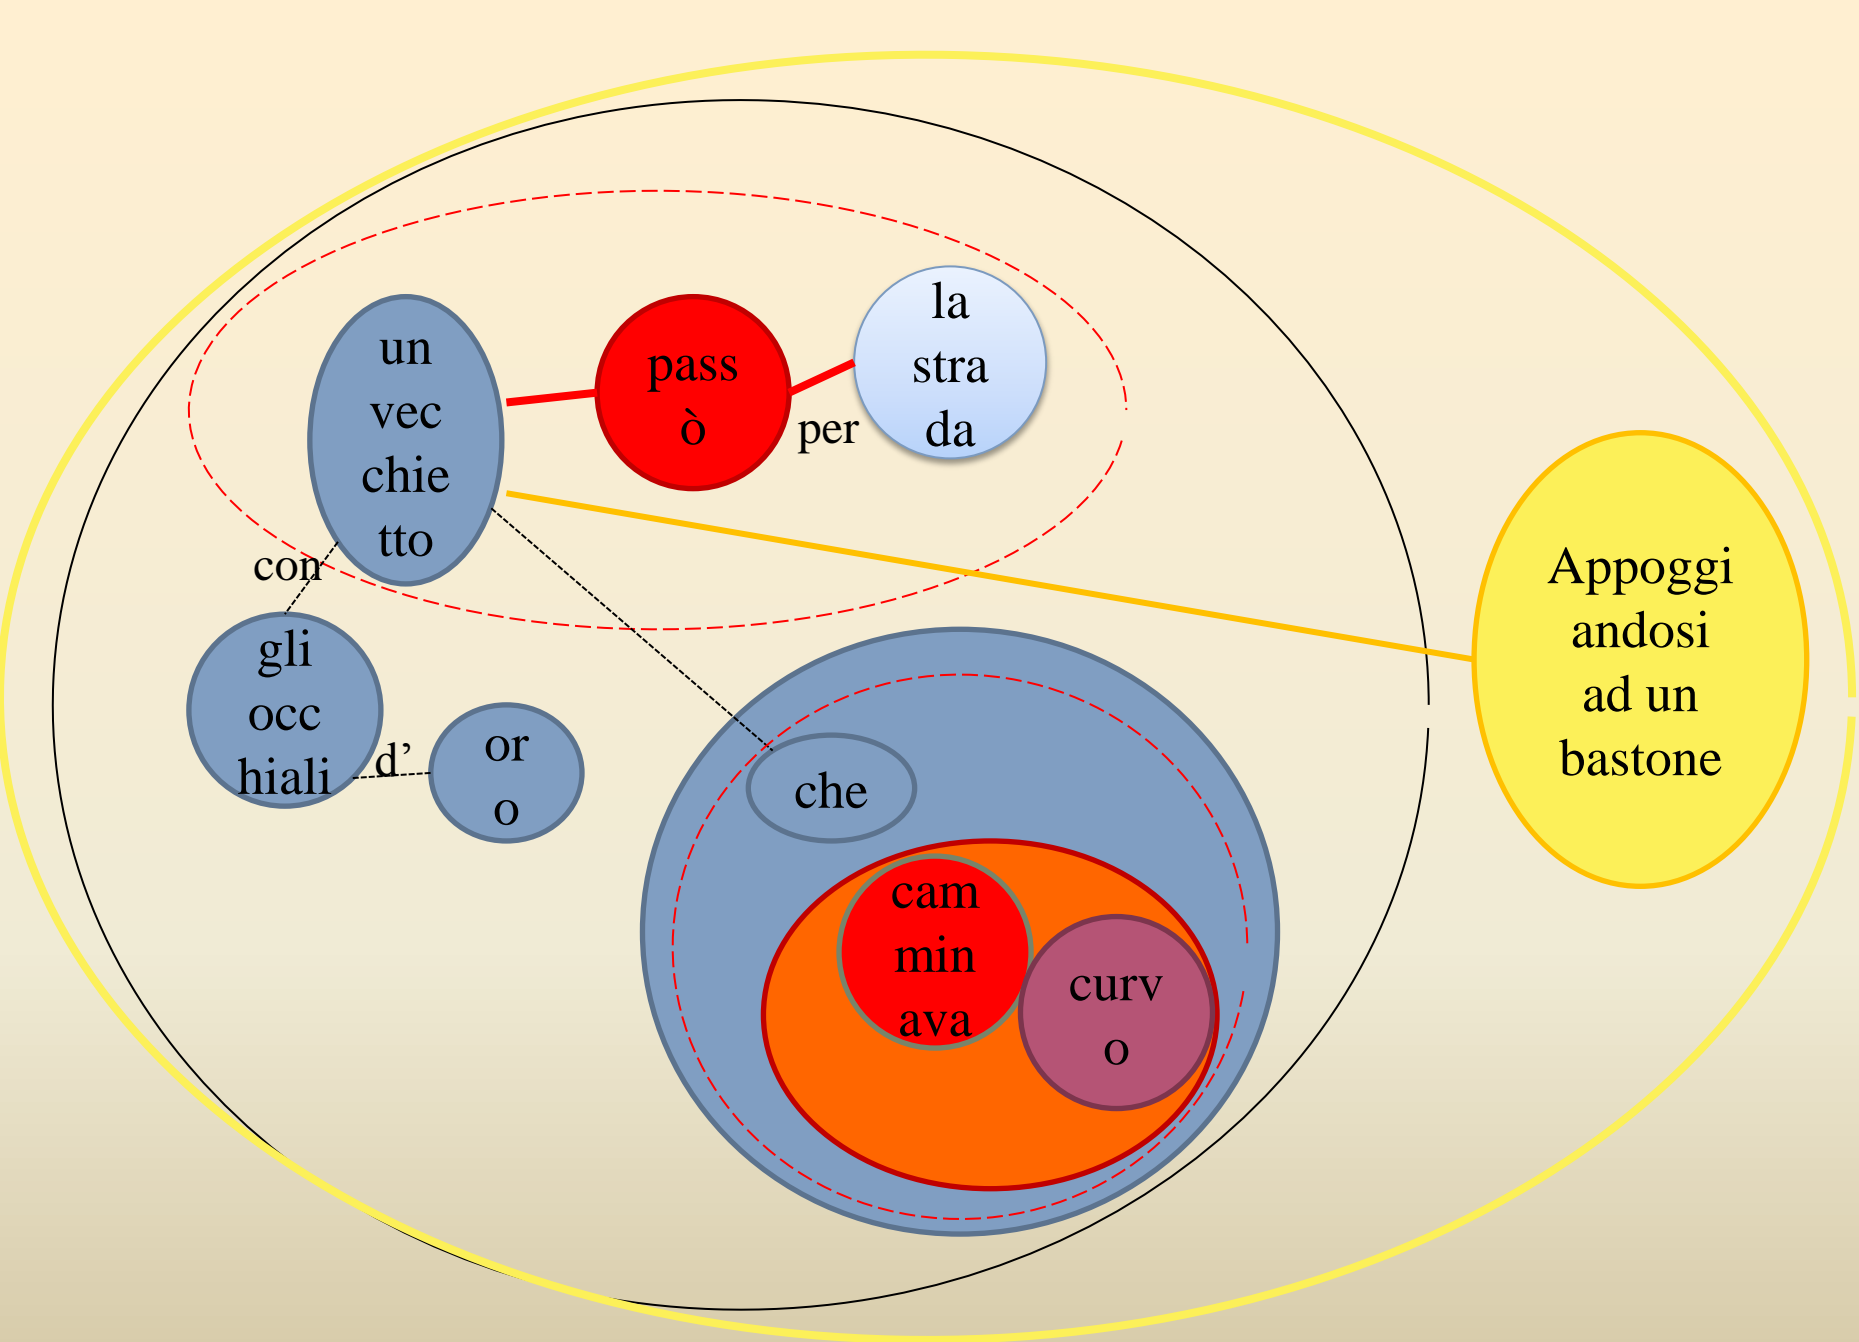 un
vec
chie
tto
pass
ò
per
la
stra
da
con
gli
occ
hiali
d’
or
o
che
cam
min
ava
curv
o
Appoggi
andosi
ad un
bastone